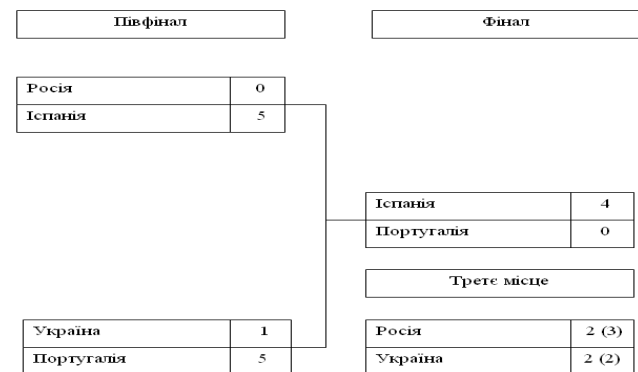 Півфінал
Фінал
Росія 0
Іспанія 5
Іспанія 4
Португалія 0
Третє місце
Україна 1
Португалія 5
Росія 2 (3)
Україна 2 (2)